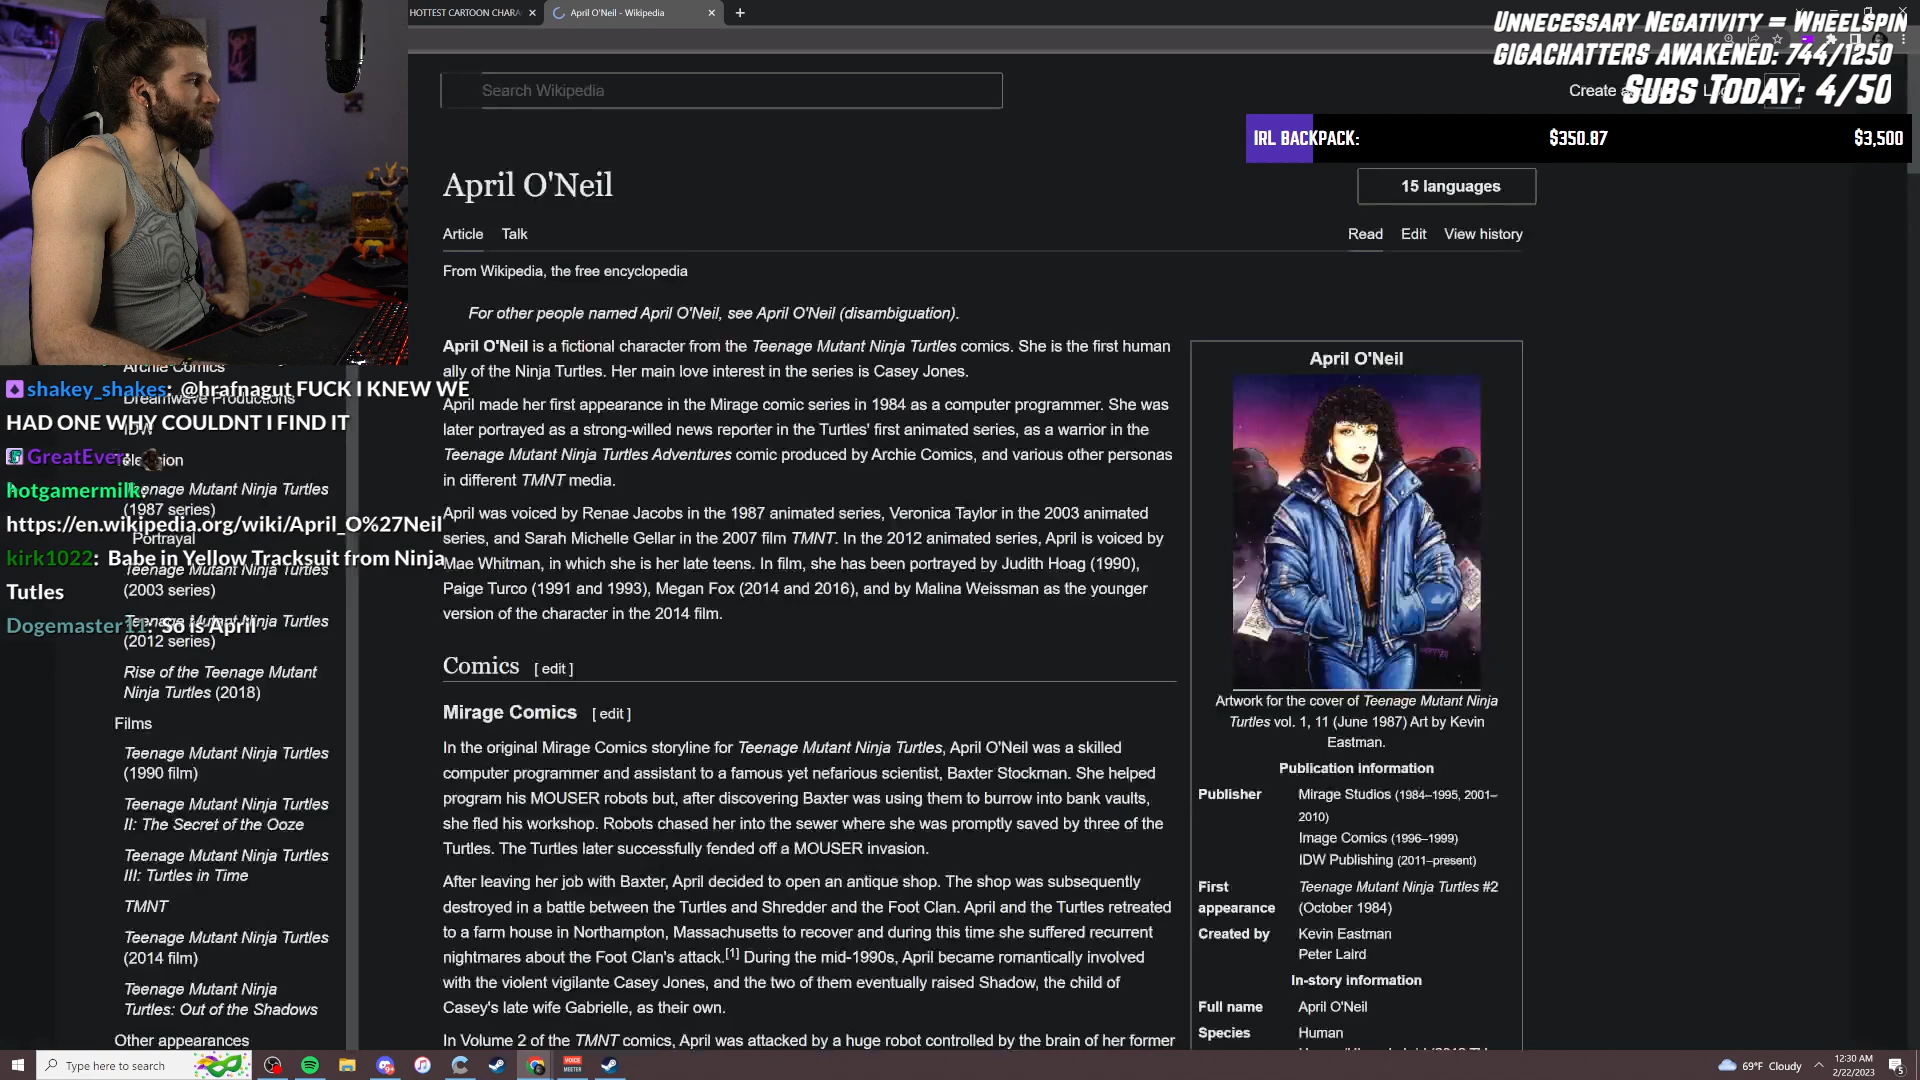 HOTTEST CARTOON CHARA
April O'Neil - Wikipedia
UNNECESSARY NEGATIVITY = WHEELSPIN
GIGACHATTERS AWAKENED: 744/1250
SUBS TODAY: 4/50
IRL BACKPACK: $350.87 $3,500
Search Wikipedia
Create
April O'Neil
15 languages
Article Talk
Read Edit View history
From Wikipedia, the free encyclopedia
For other people named April O'Neil, see April O'Neil (disambiguation).
April O'Neil is a fictional character from the Teenage Mutant Ninja Turtles comics. She is the first human
ally of the Ninja Turtles. Her main love interest in the series is Casey Jones.
April made her first appearance in the Mirage comic series in 1984 as a computer programmer. She was
later portrayed as a strong-willed news reporter in the Turtles' first animated series, as a warrior in the
Teenage Mutant Ninja Turtles Adventures comic produced by Archie Comics, and various other personas
in different TMNT media.
April was voiced by Renae Jacobs in the 1987 animated series, Veronica Taylor in the 2003 animated
series, and Sarah Michelle Gellar in the 2007 film TMNT. In the 2012 animated series, April is voiced by
Mae Whitman, in which she is her late teens. In film, she has been portrayed by Judith Hoag (1990),
Paige Turco (1991 and 1993), Megan Fox (2014 and 2016), and by Malina Weissman as the younger
version of the character in the 2014 film.
Comics [ edit ]
Mirage Comics [ edit ]
In the original Mirage Comics storyline for Teenage Mutant Ninja Turtles, April O'Neil was a skilled
computer programmer and assistant to a famous yet nefarious scientist, Baxter Stockman. She helped
program his MOUSER robots but, after discovering Baxter was using them to burrow into bank vaults,
she fled his workshop. Robots chased her into the sewer where she was promptly saved by three of the
Turtles. The Turtles later successfully fended off a MOUSER invasion.
After leaving her job with Baxter, April decided to open an antique shop. The shop was subsequently
destroyed in a battle between the Turtles and Shredder and the Foot Clan. April and the Turtles retreated
to a farm house in Northampton, Massachusetts to recover and during this time she suffered recurrent
nightmares about the Foot Clan's attack.[1] During the mid-1990s, April became romantically involved
with the violent vigilante Casey Jones, and the two of them eventually raised Shadow, the child of
Casey's late wife Gabrielle, as their own.
In Volume 2 of the TMNT comics, April was attacked by a huge robot controlled by the brain of her former
April O'Neil
Artwork for the cover of Teenage Mutant Ninja
Turtles vol. 1, 11 (June 1987) Art by Kevin
Eastman.
Publication information
Publisher Mirage Studios (1984–1995, 2001–
2010)
Image Comics (1996–1999)
IDW Publishing (2011–present)
First Teenage Mutant Ninja Turtles #2
appearance (October 1984)
Created by Kevin Eastman
Peter Laird
In-story information
Full name April O'Neil
Species Human
Archie Comics
shakey_shakes: @hrafnagut FUCK I KNEW WE
Dreamwave Productions
HAD ONE WHY COULDNT I FIND IT
IDW
GreatEver:
Television
hotgamermilk:
Teenage Mutant Ninja Turtles
(1987 series)
https://en.wikipedia.org/wiki/April_O%27Neil
Portrayal
kirk1022: Babe in Yellow Tracksuit from Ninja
Tutles
Teenage Mutant Ninja Turtles
(2003 series)
Dogemaster11: So is April
Teenage Mutant Ninja Turtles
(2012 series)
Rise of the Teenage Mutant
Ninja Turtles (2018)
Films
Teenage Mutant Ninja Turtles
(1990 film)
Teenage Mutant Ninja Turtles
II: The Secret of the Ooze
Teenage Mutant Ninja Turtles
III: Turtles in Time
TMNT
Teenage Mutant Ninja Turtles
(2014 film)
Teenage Mutant Ninja
Turtles: Out of the Shadows
Other appearances
Type here to search
VOICE
MEETER
69°F Cloudy
12:30 AM
2/22/2023
5